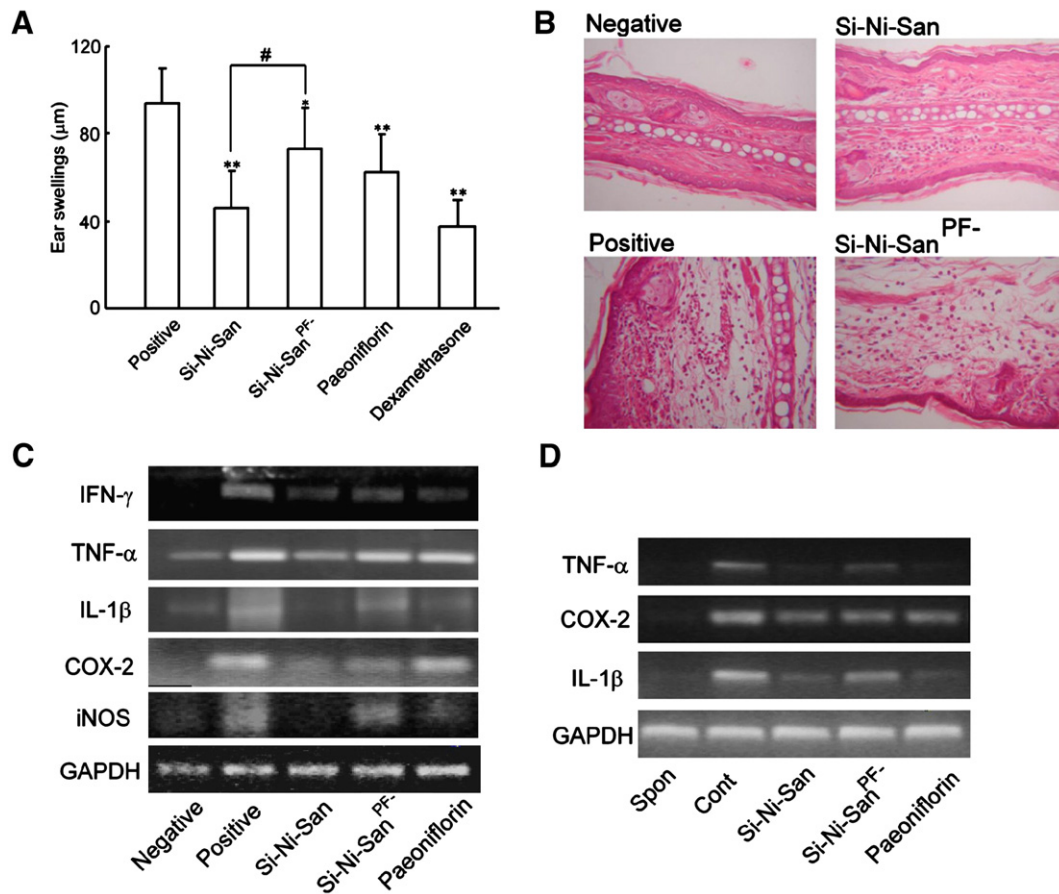 A
Ear swellings (μm)
120
80
40
0
#
**
*
**
**
Positive
Si-Ni-San
Si-Ni-San PF-
Paeoniflorin
Dexamethasone
B
Negative
Si-Ni-San
Positive
Si-Ni-San PF-
C
IFN-γ
TNF-α
IL-1β
COX-2
iNOS
GAPDH
Negative
Positive
Si-Ni-San
Si-Ni-San PF-
Paeoniflorin
D
TNF-α
COX-2
IL-1β
GAPDH
Spon
Cont
Si-Ni-San
Si-Ni-San PF-
Paeoniflorin